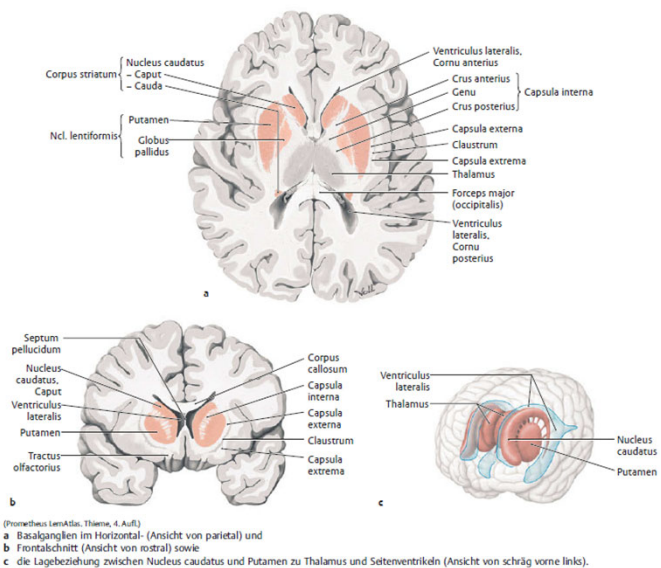 Corpus striatum
Nucleus caudatus
– Caput
– Cauda
Ncl. lentiformis
Putamen
Globus
pallidus
Ventriculus lateralis,
Cornu anterius
Crus anterius
Genu
Crus posterius
Capsula interna
Capsula externa
Claustrum
Capsula extrema
Thalamus
Forceps major
(occipitalis)
Ventriculus
lateralis,
Cornu
posterius
a
Septum
pellucidum
Nucleus
caudatus,
Caput
Ventriculus
lateralis
Putamen
Tractus
olfactorius
Corpus
callosum
Capsula
interna
Capsula
externa
Claustrum
Capsula
extrema
b
Ventriculus
lateralis
Thalamus
Nucleus
caudatus
Putamen
c
(Prometheus LernAtlas. Thieme, 4. Aufl.)
a Basalganglien im Horizontal- (Ansicht von parietal) und
b Frontalschnitt (Ansicht von rostral) sowie
c die Lagebeziehung zwischen Nucleus caudatus und Putamen zu Thalamus und Seitenventrikeln (Ansicht von schräg vorne links).